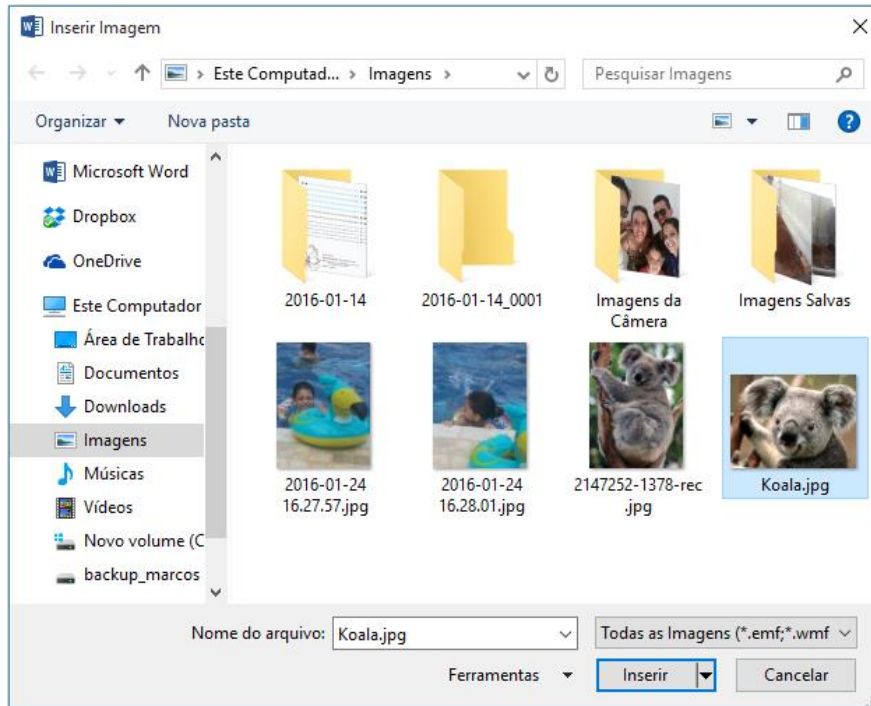 Inserir Imagem
Este Computad... > Imagens >
Pesquisar Imagens
Organizar
Nova pasta
Microsoft Word
Dropbox
OneDrive
Este Computador
Área de Trabalho
Documentos
Downloads
Imagens
Músicas
Vídeos
Novo volume (C
backup_marcos
2016-01-14
2016-01-14_0001
Imagens da
Câmera
Imagens Salvas
2016-01-24
16.27.57.jpg
2016-01-24
16.28.01.jpg
2147252-1378-rec
.jpg
Koala.jpg
Nome do arquivo:
Koala.jpg
Todas as Imagens (*.emf;*.wmf
Ferramentas
Inserir
Cancelar